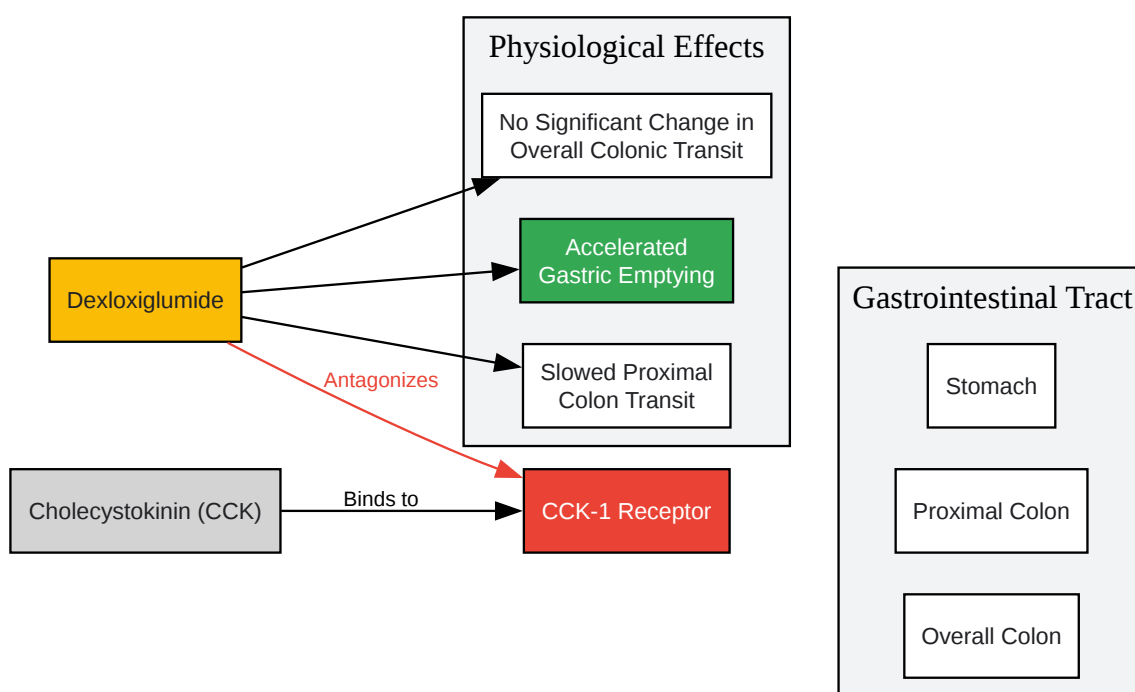 Physiological Effects
No Significant Change in
Overall Colonic Transit
Accelerated
Gastric Emptying
Dexloxiglumide
Slowed Proximal
Colon Transit
Antagonizes
Cholecystokinin (CCK)
Binds to
CCK-1 Receptor
Gastrointestinal Tract
Stomach
Proximal Colon
Overall Colon